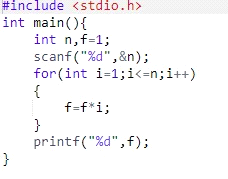 #include <stdio.h>
int main(){
    int n,f=1;
    scanf("%d",&n);
    for(int i=1;i<=n;i++)
    {
        f=f*i;
    }
    printf("%d",f);
}